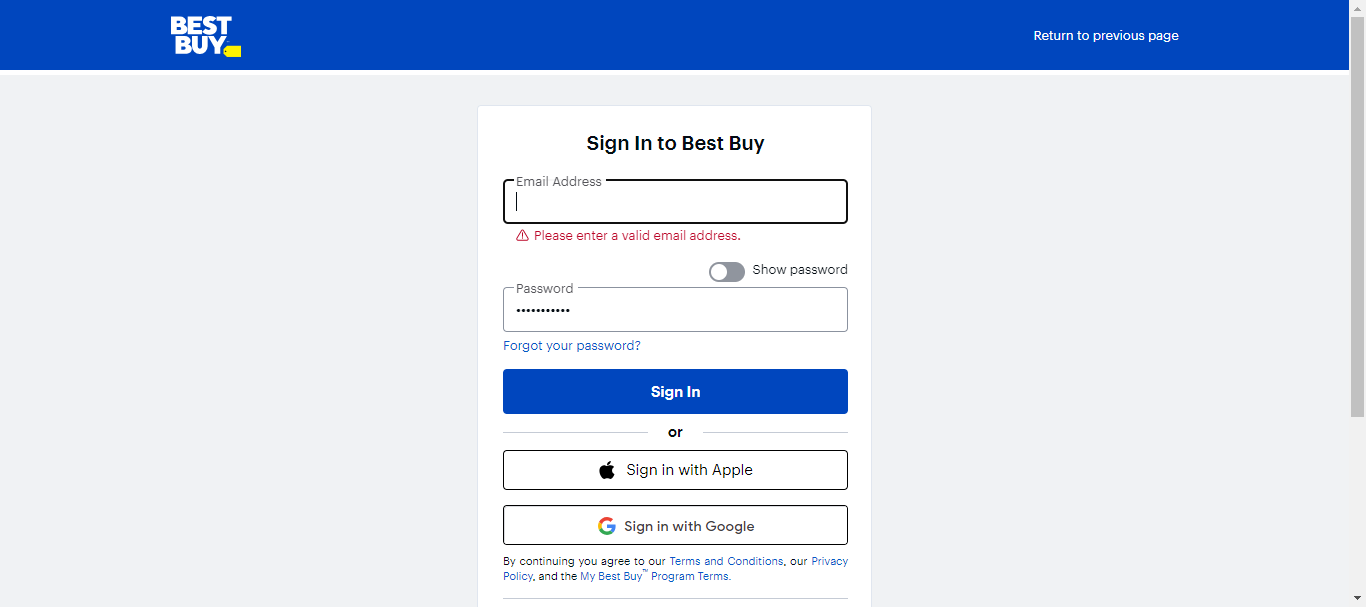 BEST
BUY
Return to previous page
Sign In to Best Buy
Email Address
Please enter a valid email address.
Show password
Password
•••••••••••
Forgot your password?
Sign In
or
Sign in with Apple
Sign in with Google
By continuing you agree to our Terms and Conditions, our Privacy
Policy, and the My Best Buy™ Program Terms.